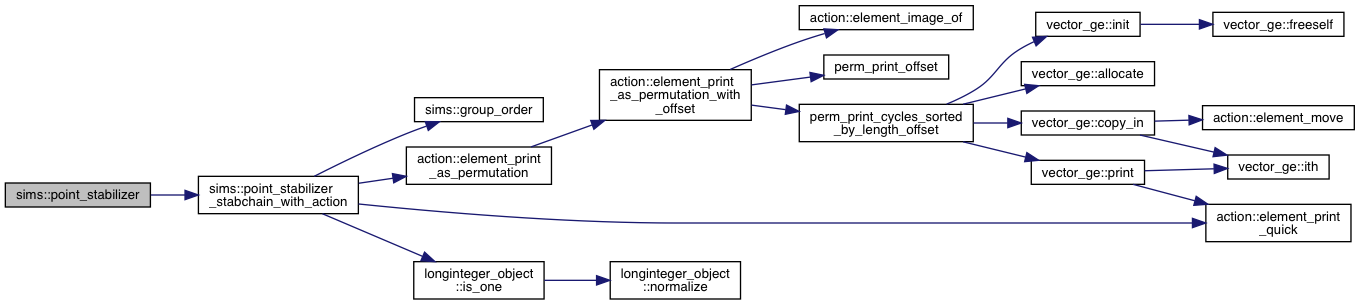 sims::point_stabilizer
sims::point_stabilizer
_stabchain_with_action
sims::group_order
action::element_print
_as_permutation
longinteger_object
::is_one
action::element_print
_as_permutation_with
_offset
longinteger_object
::normalize
action::element_image_of
perm_print_offset
perm_print_cycles_sorted
_by_length_offset
vector_ge::init
vector_ge::allocate
vector_ge::copy_in
vector_ge::print
vector_ge::freeself
action::element_move
vector_ge::ith
action::element_print
_quick